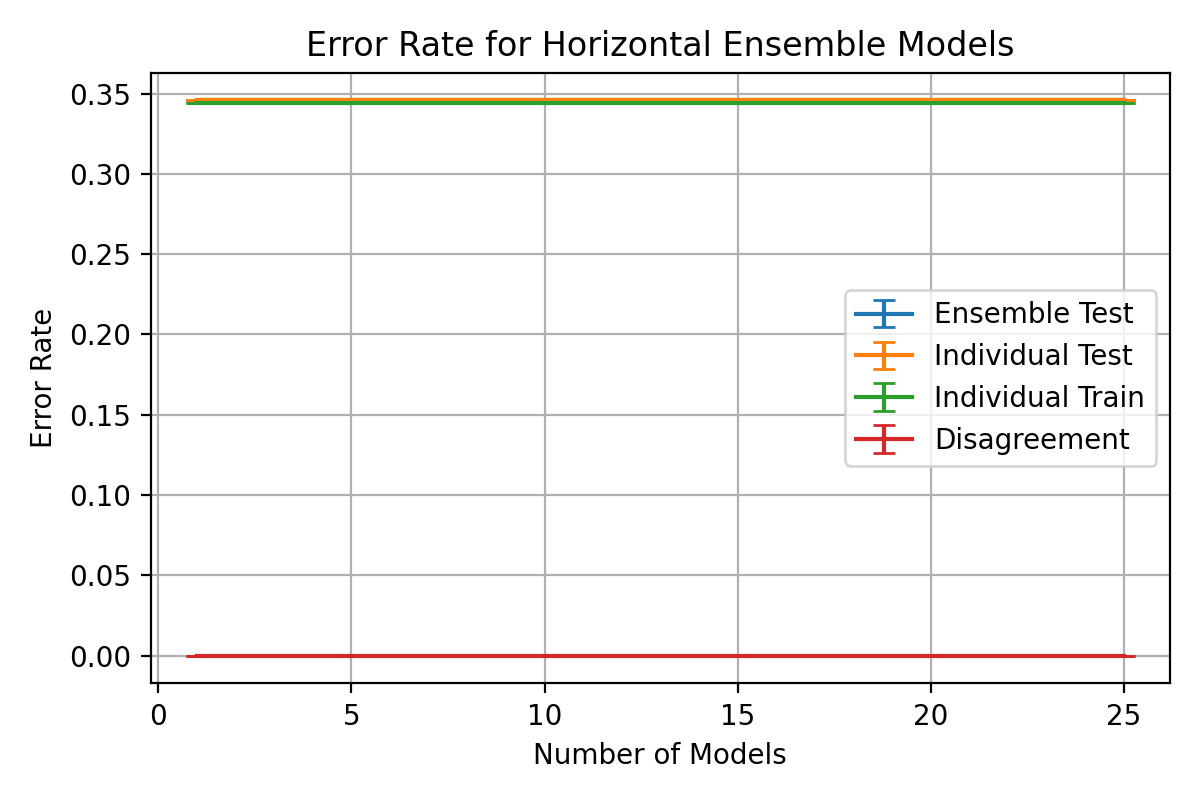 Error Rate for Horizontal Ensemble Models
0.35
0.30
0.25
0.20
0.15
0.10
0.05
0.00
Error Rate
Ensemble Test
Individual Test
Individual Train
Disagreement
0 5 10 15 20 25
Number of Models